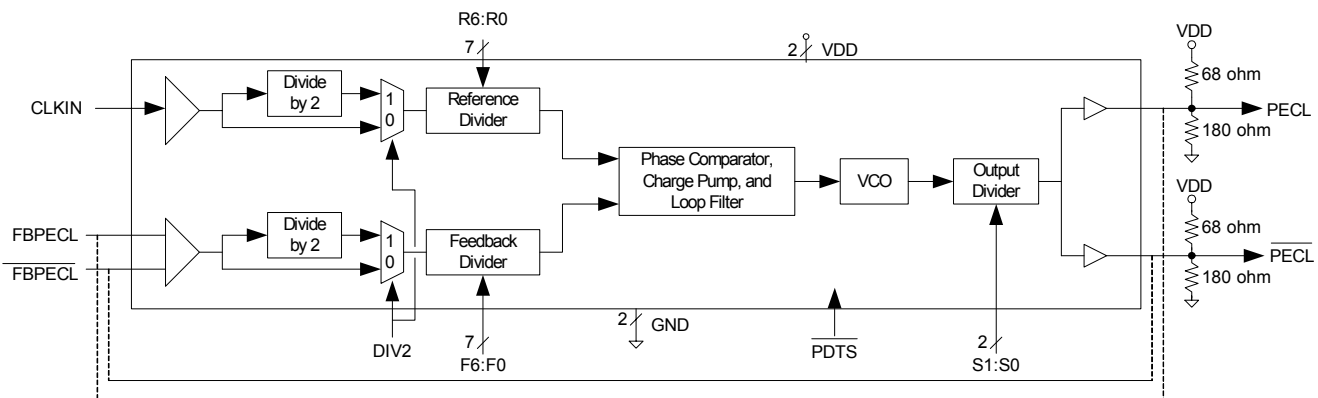 R6:R0
7
2
VDD
VDD
68 ohm
CLKIN
Divide
by 2
1
0
Reference
Divider
PECL
180 ohm
Phase Comparator,
Charge Pump, and
Loop Filter
VCO
Output
Divider
VDD
68 ohm
FBPECL
FBPECL
Divide
by 2
1
0
Feedback
Divider
PECL
180 ohm
2
GND
DIV2
7
F6:F0
PDTS
2
S1:S0